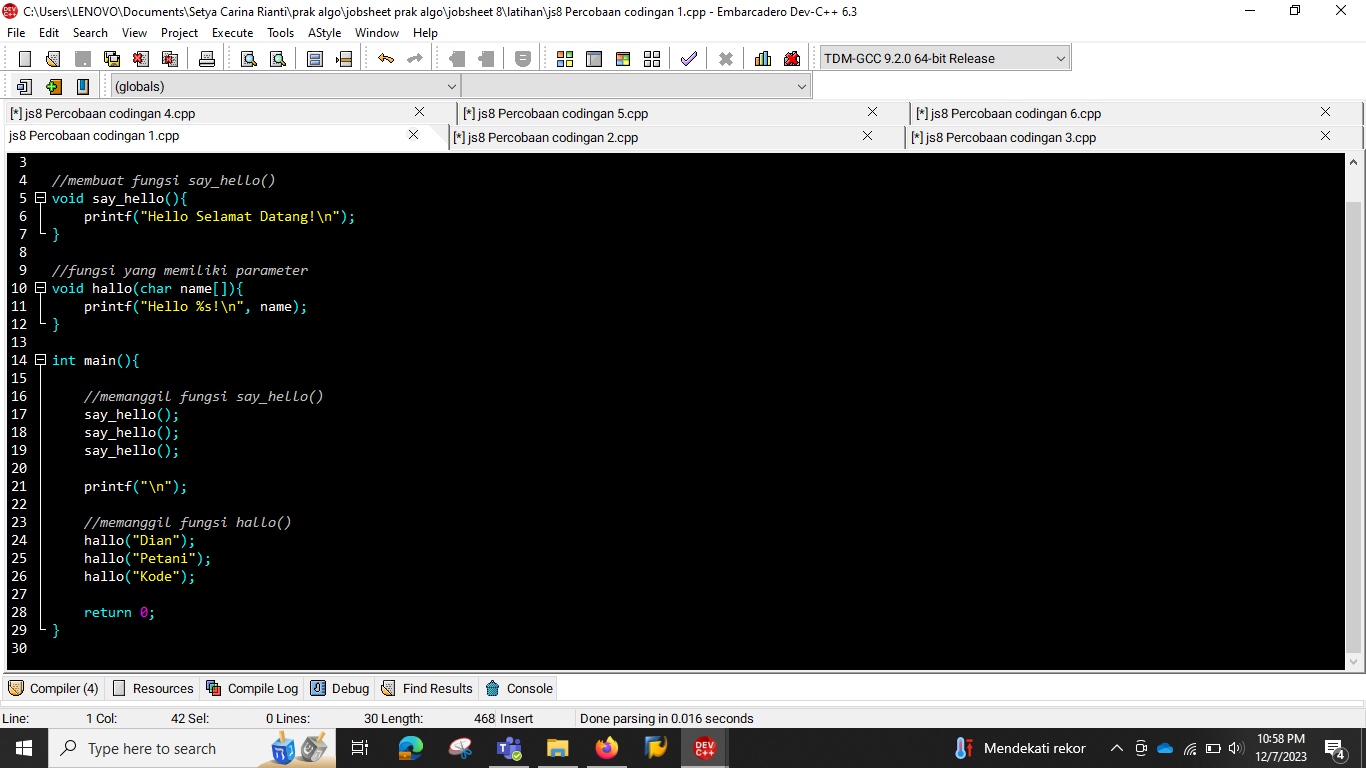 C:\Users\LENOVO\Documents\Setya Carina Rianti\prak algo\jobsheet prak algo\jobsheet 8\latihan\js8 Percobaan codingan 1.cpp - Embarcadero Dev-C++ 6.3
File Edit Search View Project Execute Tools AStyle Window Help
TDM-GCC 9.2.0 64-bit Release
(globals)
[*] js8 Percobaan codingan 4.cpp [*] js8 Percobaan codingan 5.cpp [*] js8 Percobaan codingan 6.cpp
js8 Percobaan codingan 1.cpp [*] js8 Percobaan codingan 2.cpp [*] js8 Percobaan codingan 3.cpp
3
4 //membuat fungsi say_hello()
5 void say_hello(){
6 printf("Hello Selamat Datang!\n");
7 }
8
9 //fungsi yang memiliki parameter
10 void hallo(char name[]){
11 printf("Hello %s!\n", name);
12 }
13
14 int main(){
15
16 //memanggil fungsi say_hello()
17 say_hello();
18 say_hello();
19 say_hello();
20
21 printf("\n");
22
23 //memanggil fungsi hallo()
24 hallo("Dian");
25 hallo("Petani");
26 hallo("Kode");
27
28 return 0;
29 }
30
Compiler (4) Resources Compile Log Debug Find Results Console
Line: 1 Col: 42 Sel: 0 Lines: 30 Length: 468 Insert Done parsing in 0.016 seconds
Type here to search DEV C++ Mendekati rekor 10:58 PM
12/7/2023 4